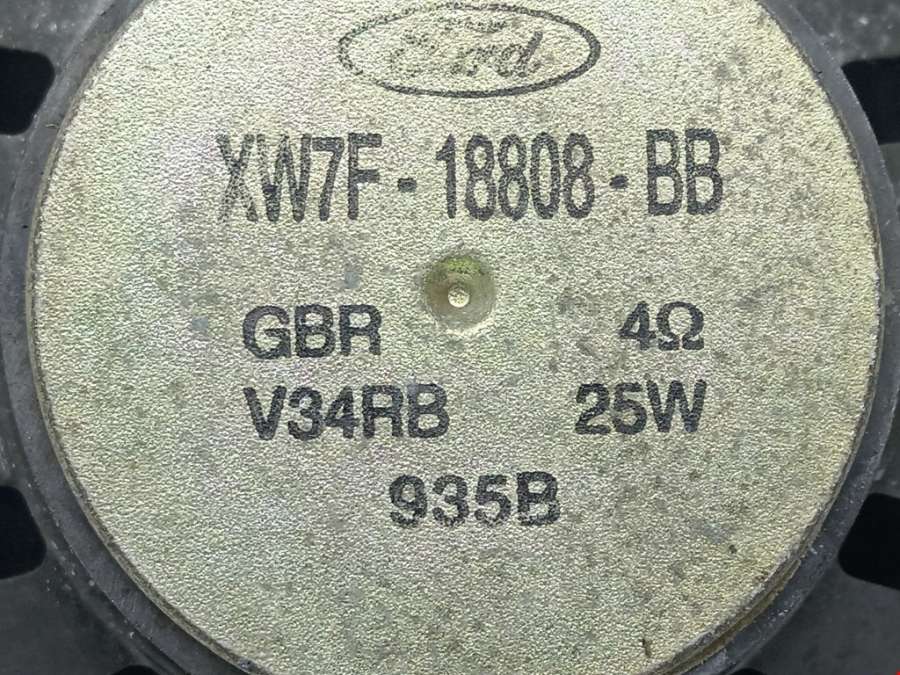 Ford
XW7F-18808-BB
GBR 4Ω
V34RB 25W
935B